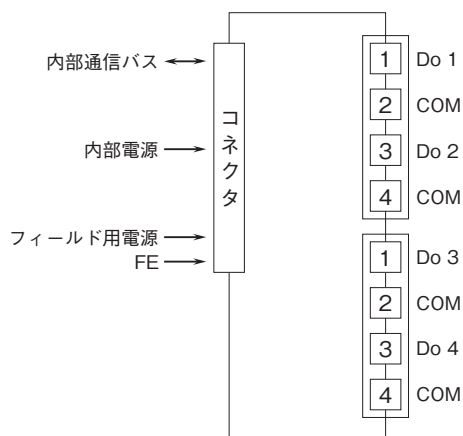 内部通信バス
内部電源
フィールド用電源
FE
コネクタ
1 Do 1
2 COM
3 Do 2
4 COM
1 Do 3
2 COM
3 Do 4
4 COM